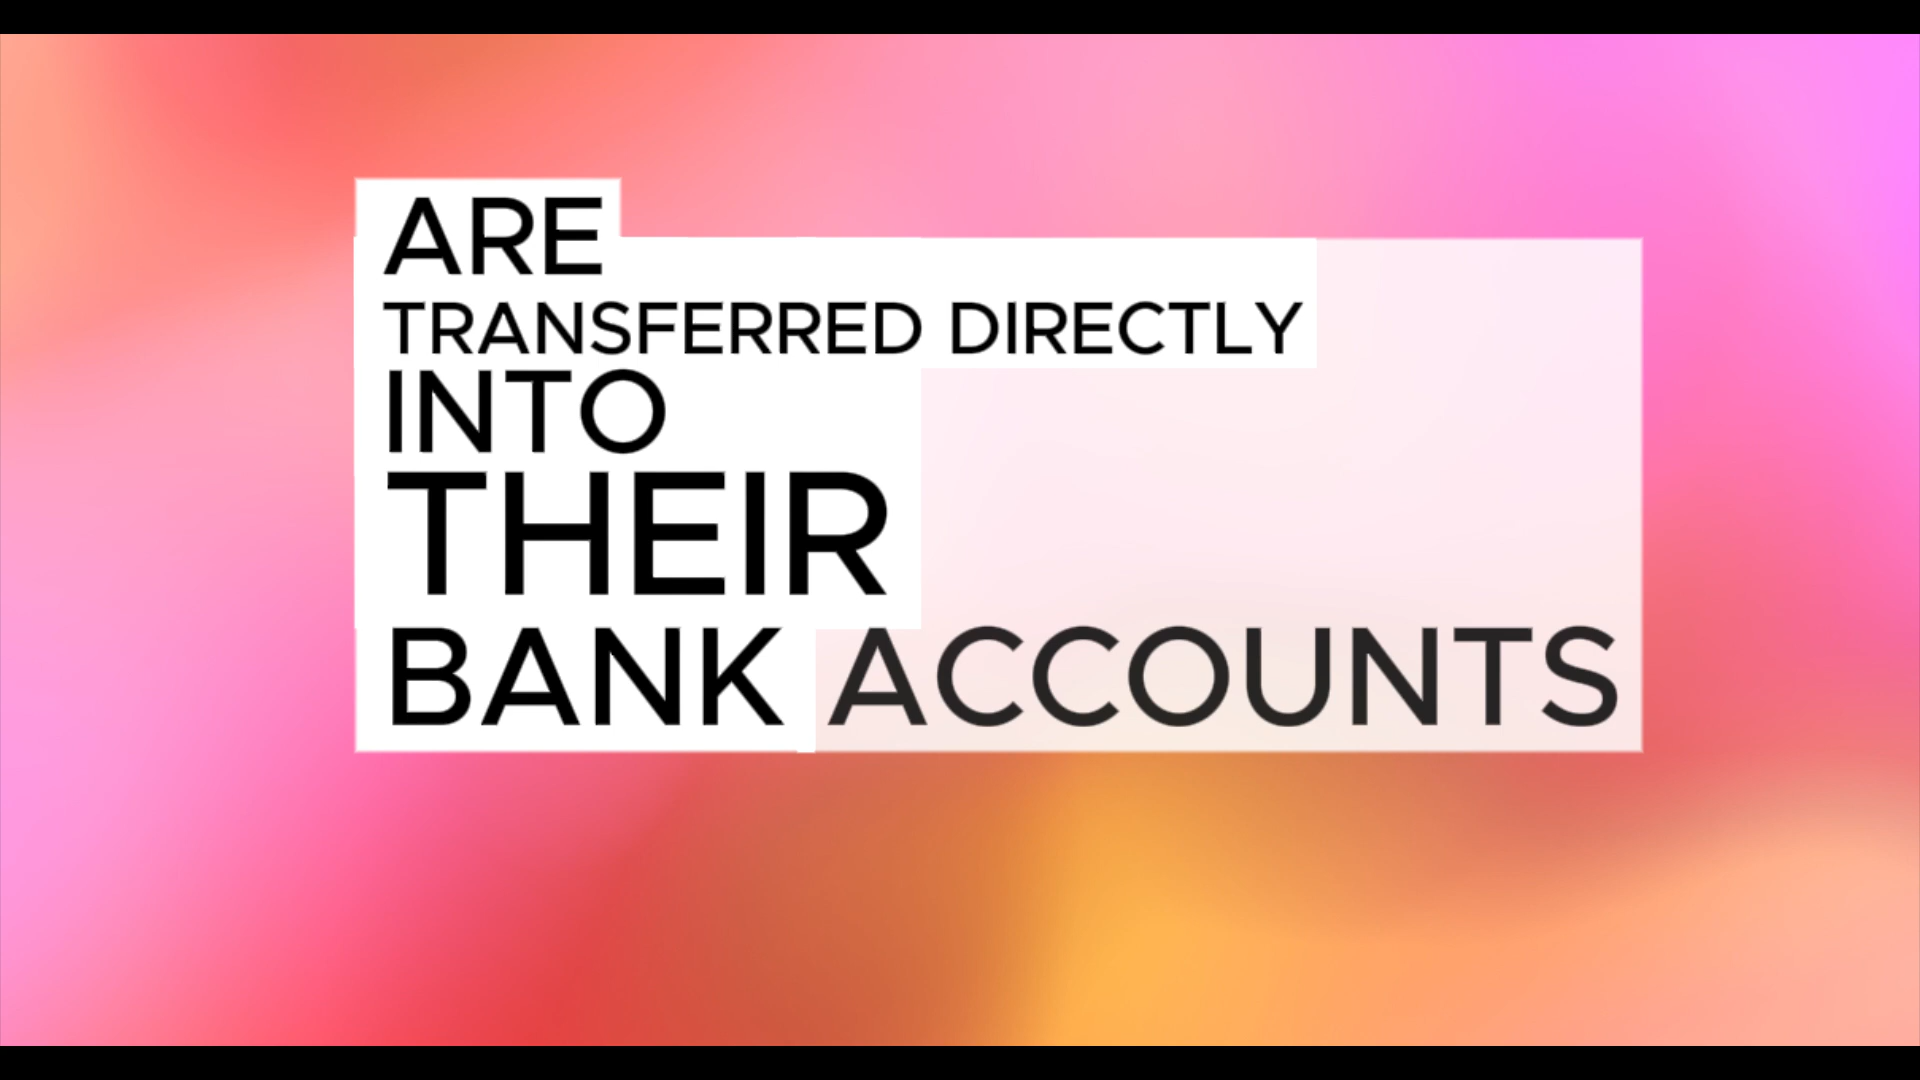 ARE
TRANSFERRED DIRECTLY
INTO
THEIR
BANK ACCOUNTS